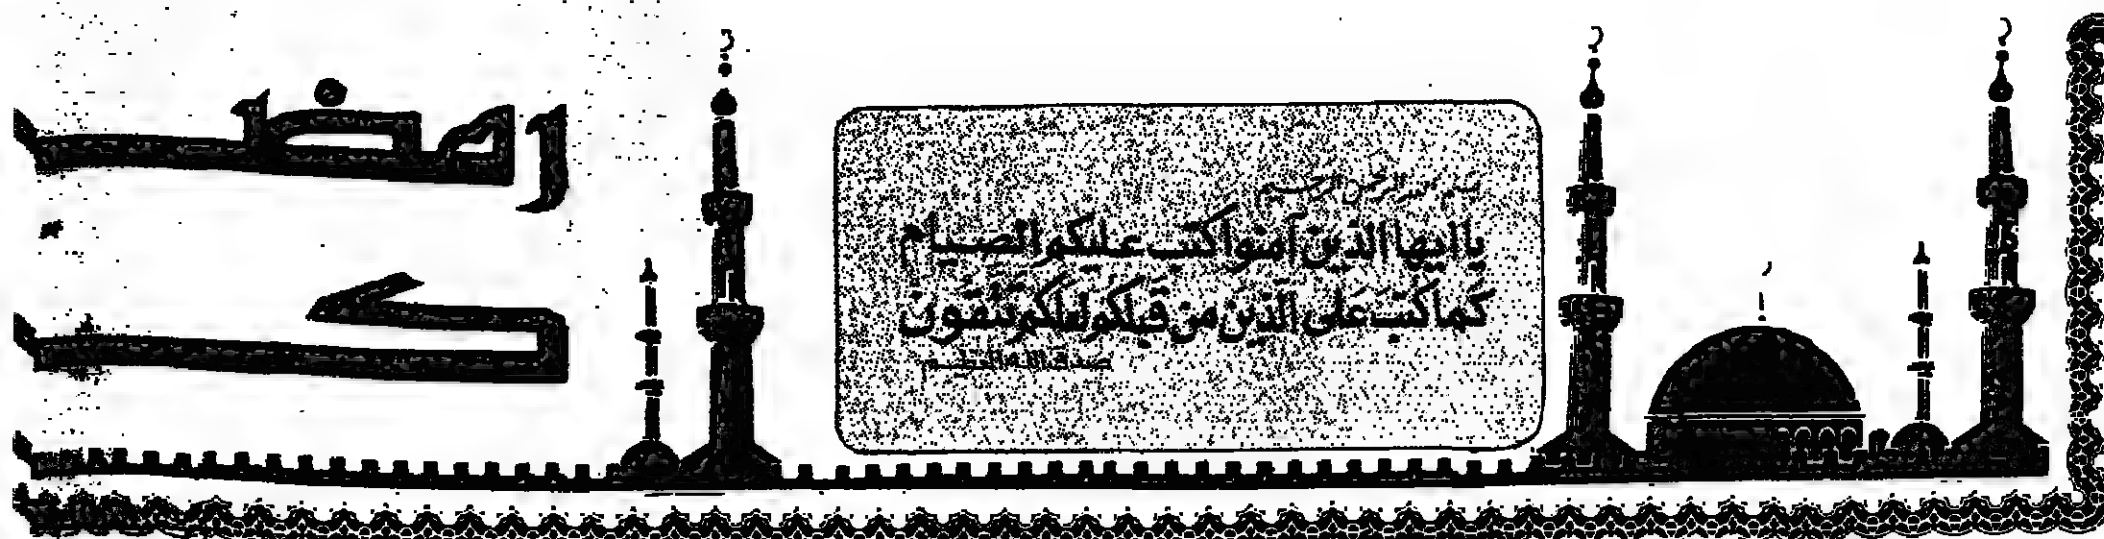 بسم الله الرحمن الرحيم
يا ايها الذين آمنوا كتب عليكم الصيام
كما كتب على الذين من قبلكم لعلكم تتقون
صدق الله العظيم
رمضـ
كـ